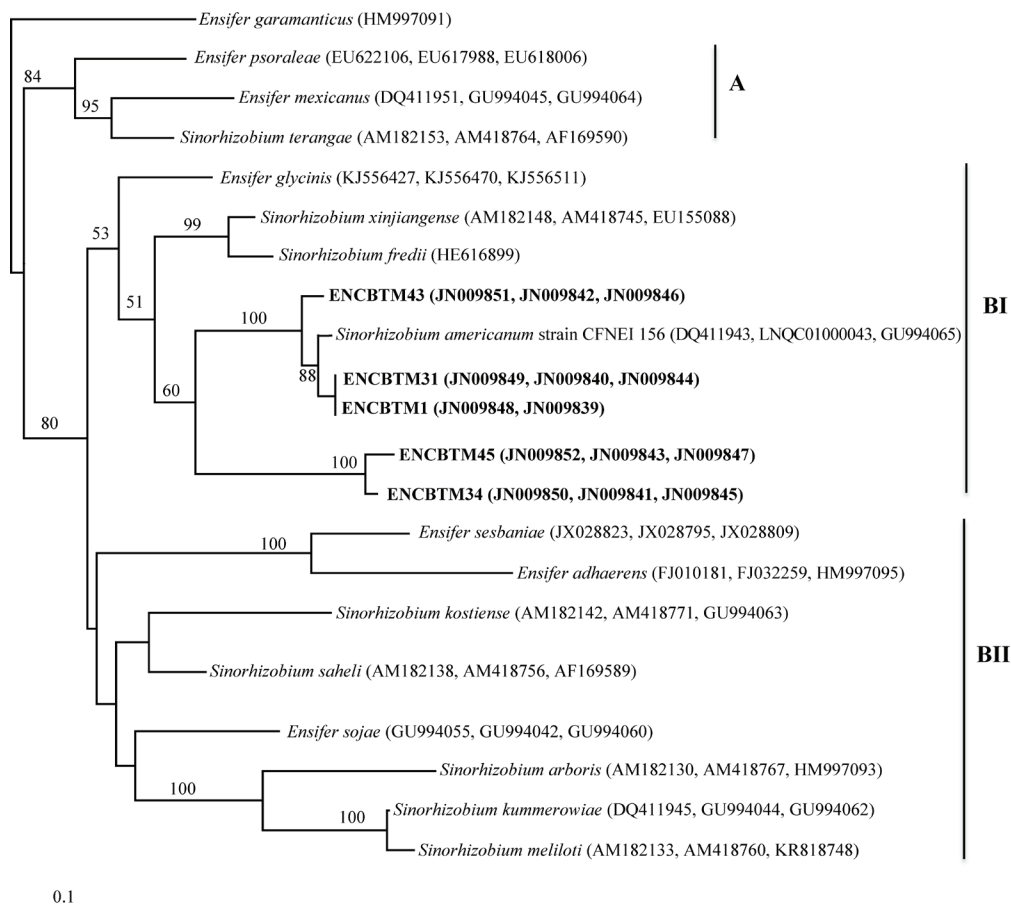 Ensifer garamanticus (HM997091)
84
Ensifer psoraleae (EU622106, EU617988, EU618006)
A
95
Ensifer mexicanus (DQ411951, GU994045, GU994064)
Sinorhizobium terangae (AM182153, AM418764, AF169590)
Ensifer glycinis (KJ556427, KJ556470, KJ556511)
53
99
Sinorhizobium xinjiangense (AM182148, AM418745, EU155088)
Sinorhizobium fredii (HE616899)
51
ENCBTM43 (JN009851, JN009842, JN009846)
BI
100
Sinorhizobium americanum strain CFNEI 156 (DQ411943, LNQC01000043, GU994065)
88
ENCBTM31 (JN009849, JN009840, JN009844)
60
ENCBTM1 (JN009848, JN009839)
80
ENCBTM45 (JN009852, JN009843, JN009847)
100
ENCBTM34 (JN009850, JN009841, JN009845)
Ensifer sesbaniae (JX028823, JX028795, JX028809)
100
Ensifer adhaerens (FJ010181, FJ032259, HM997095)
Sinorhizobium kostiense (AM182142, AM418771, GU994063)
BII
Sinorhizobium saheli (AM182138, AM418756, AF169589)
Ensifer sojae (GU994055, GU994042, GU994060)
Sinorhizobium arboris (AM182130, AM418767, HM997093)
100
Sinorhizobium kummerowiae (DQ411945, GU994044, GU994062)
100
Sinorhizobium meliloti (AM182133, AM418760, KR818748)
0.1